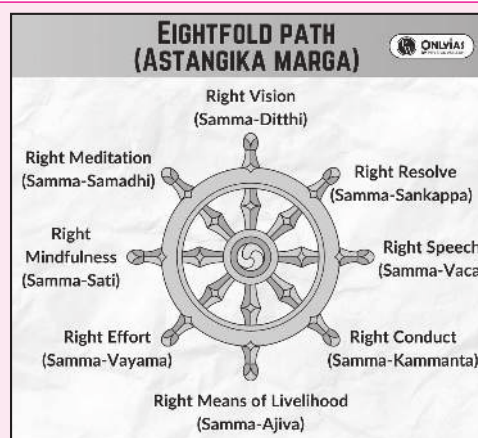 EIGHTFOLD PATH
(ASTANGIKA MARGA)
ONLYIAS
Right Vision
(Samma-Ditthi)
Right Resolve
(Samma-Sankappa)
Right Speech
(Samma-Vaca
Right Conduct
(Samma-Kammanta)
Right Means of Livelihood
(Samma-Ajiva)
Right Effort
(Samma-Vayama)
Right
Mindfulness
(Samma-Sati)
Right Meditation
(Samma-Samadhi)